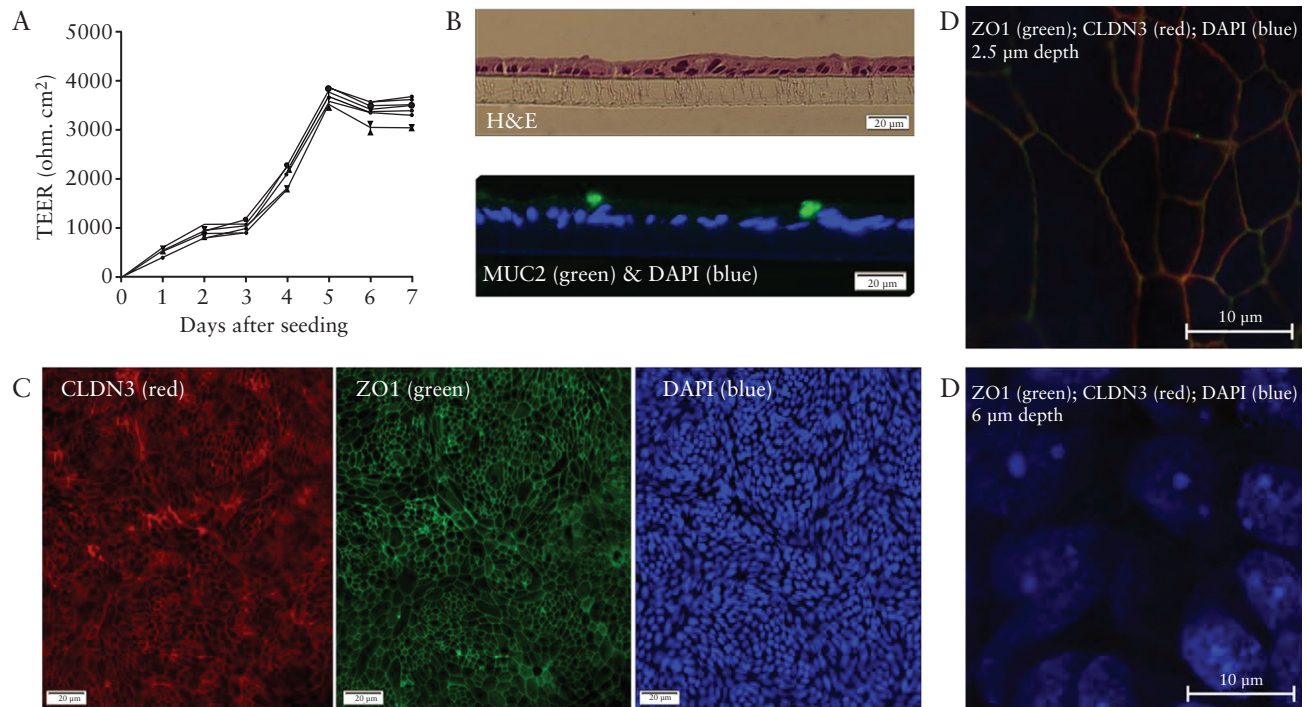 A
5000
4000
3000
2000
1000
0
TEER (ohm. cm2)
0 1 2 3 4 5 6 7
Days after seeding
B
H&E
20 µm
MUC2 (green) & DAPI (blue)
20 µm
C
CLDN3 (red)
20 µm
ZO1 (green)
20 µm
DAPI (blue)
20 µm
D
ZO1 (green); CLDN3 (red); DAPI (blue)
2.5 µm depth
10 µm
D
ZO1 (green); CLDN3 (red); DAPI (blue)
6 µm depth
10 µm